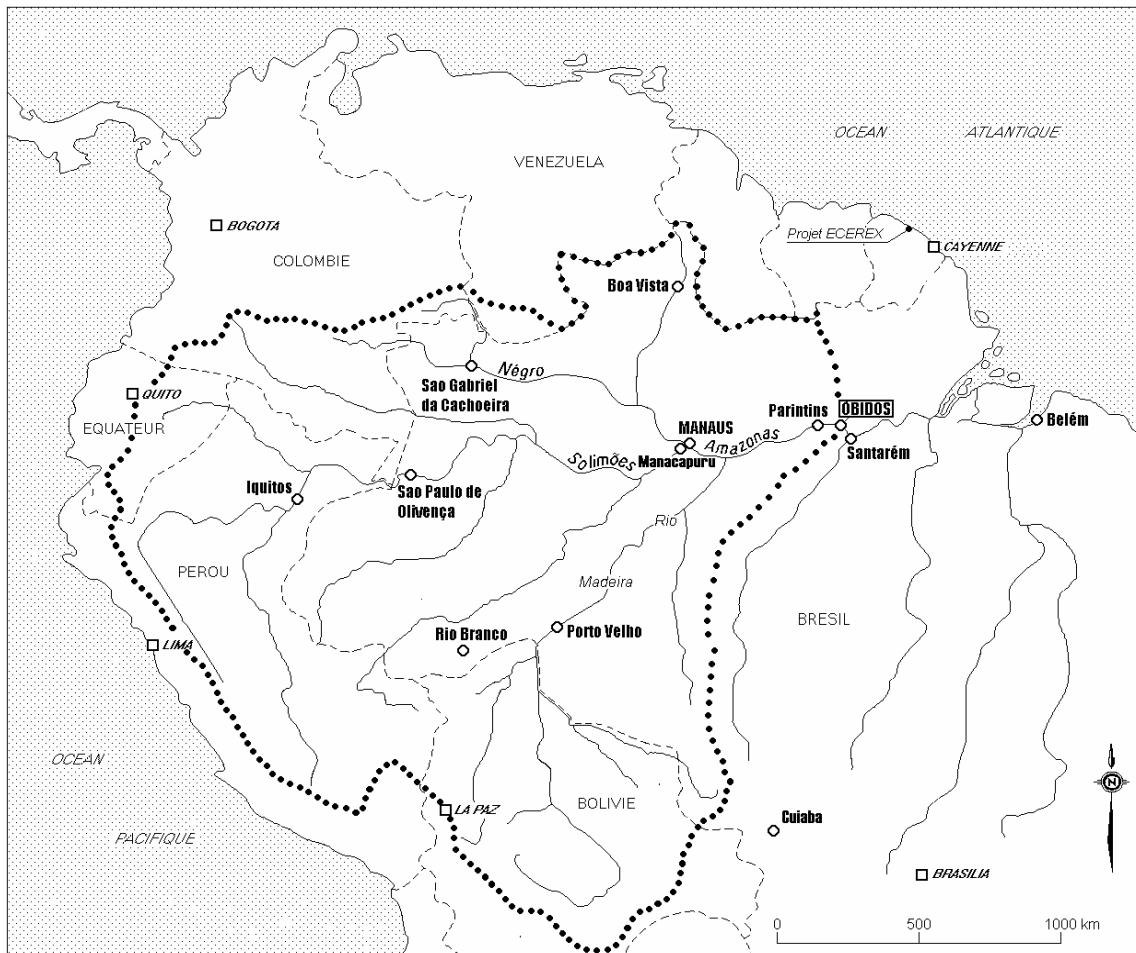 OCEAN ATLANTIQUE
VENEZUELA
BOGOTA
Projet ECEREX
CAYENNE
COLOMBIE
Boa Vista
Négro
Sao Gabriel
da Cachoeira
QUITO
EQUATEUR
Parintins
OBIDOS
Belém
MANAUS
Amazonas
Santarém
Solimões
Manacapuru
Iquitos
Sao Paulo de
Olivença
Rio
Madeira
PEROU
BRESIL
Rio Branco
Porto Velho
LIMA
OCEAN
PACIFIQUE
LA PAZ
BOLIVIE
Cuiaba
N
BRASILIA
0 500 1000 km